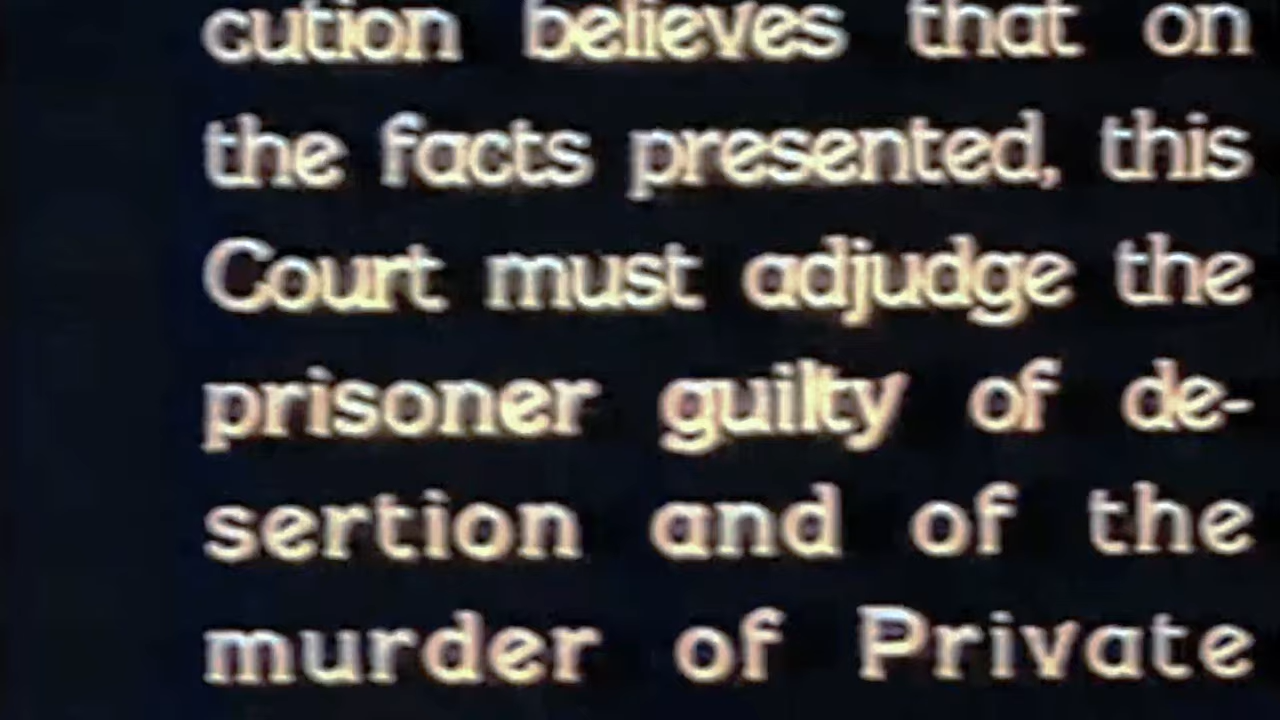 cution believes that on
the facts presented, this
Court must adjudge the
prisoner guilty of de-
sertion and of the
murder of Private